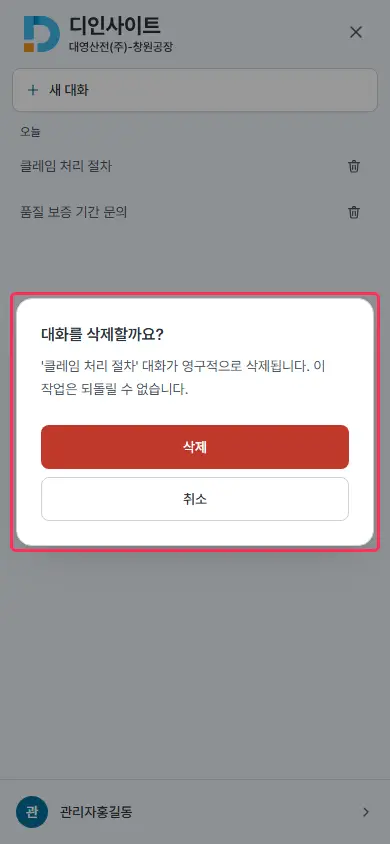 디인사이트
대영산전(주)-창원공장
새 대화
오늘
클레임 처리 절차
품질 보증 기간 문의
대화를 삭제할까요?
'클레임 처리 절차' 대화가 영구적으로 삭제됩니다. 이
작업은 되돌릴 수 없습니다.
삭제
취소
관 관리자홍길동